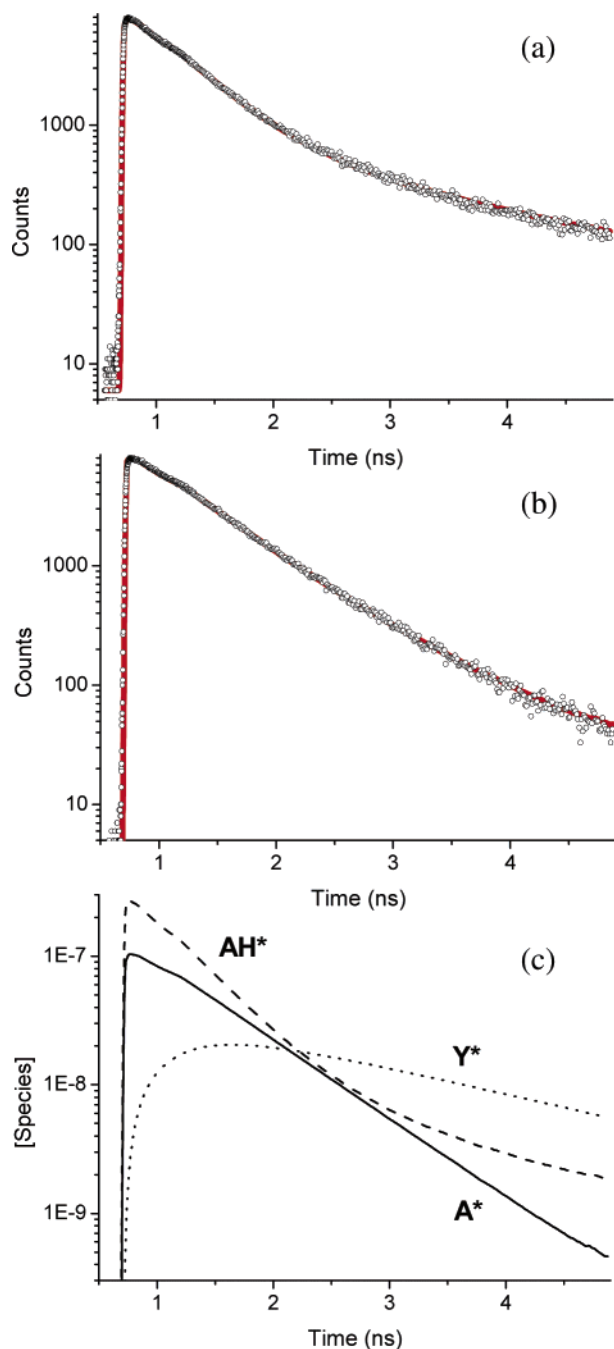 (a)
Counts
1000
100
10
1 2 3 4
Time (ns)
(b)
Counts
1000
100
10
1 2 3 4
Time (ns)
(c)
[Species]
1E-7
1E-8
1E-9
AH*
Y*
A*
1 2 3 4
Time (ns)